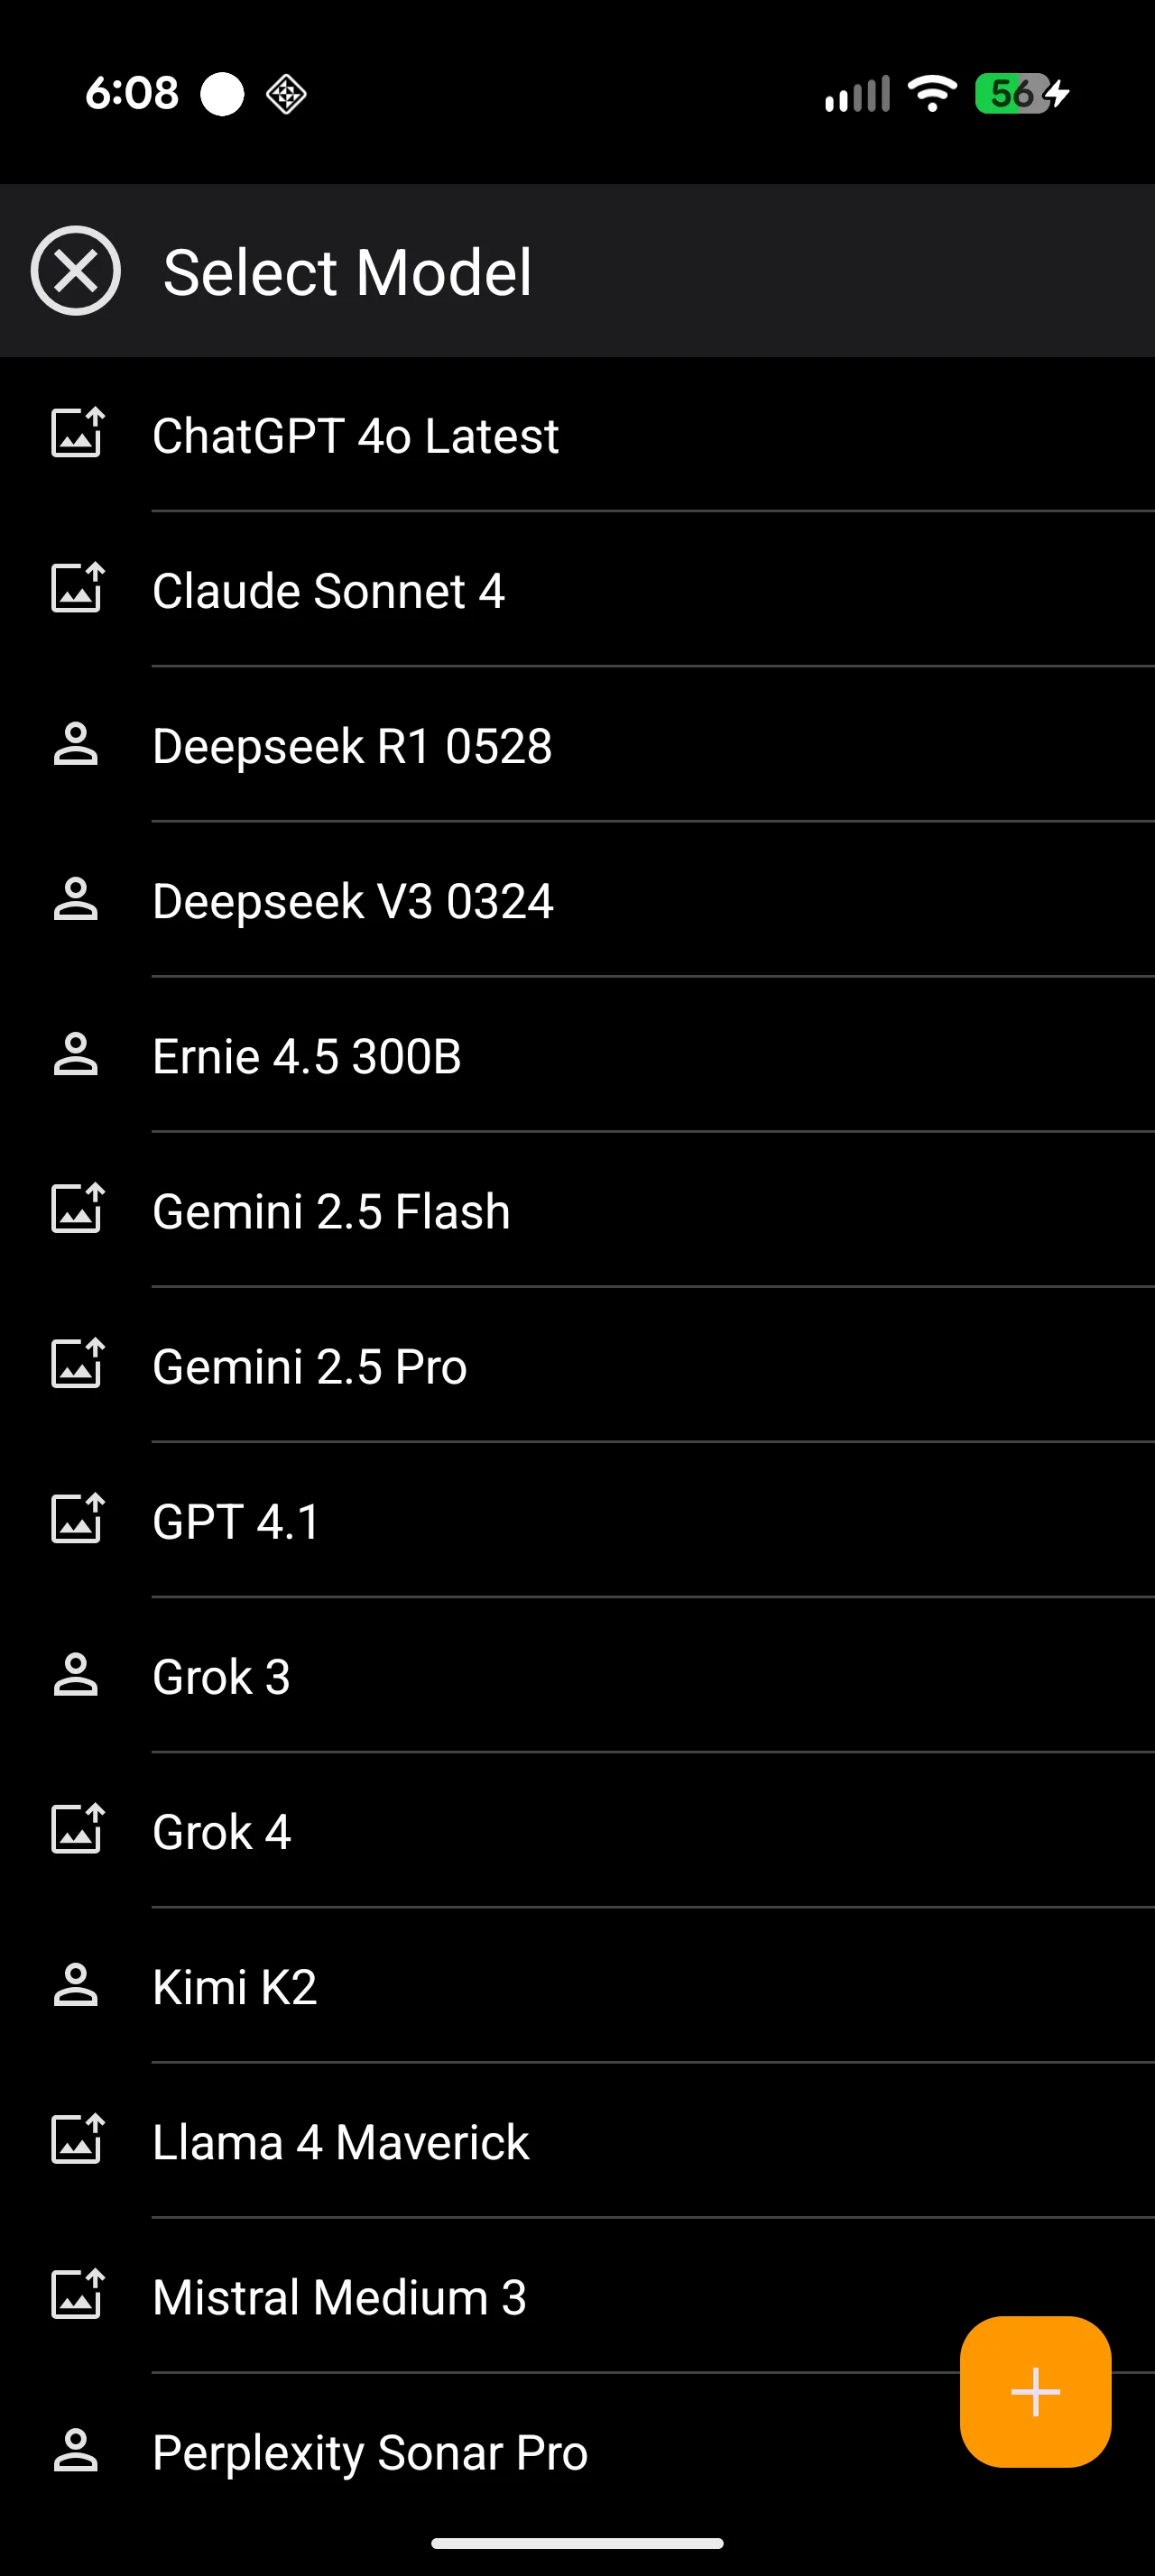 6:08
56
Select Model
ChatGPT 4o Latest
Claude Sonnet 4
Deepseek R1 0528
Deepseek V3 0324
Ernie 4.5 300B
Gemini 2.5 Flash
Gemini 2.5 Pro
GPT 4.1
Grok 3
Grok 4
Kimi K2
Llama 4 Maverick
Mistral Medium 3
Perplexity Sonar Pro